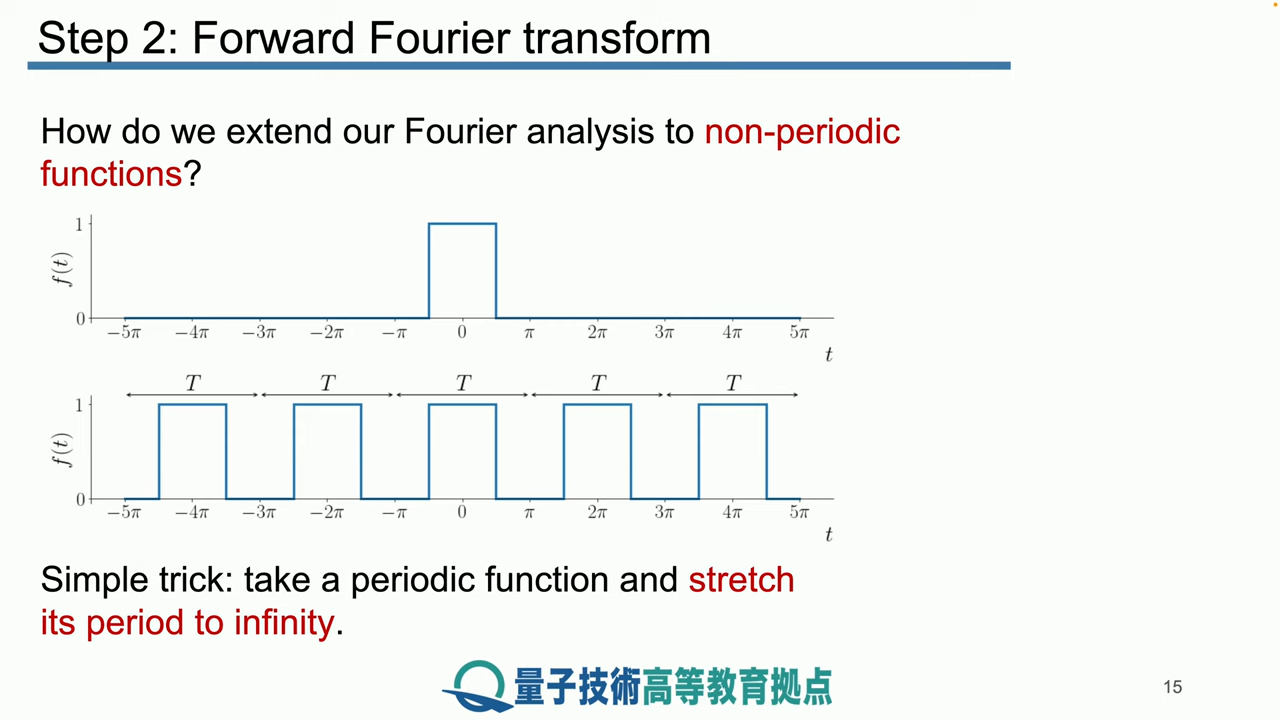 Step 2: Forward Fourier transform
How do we extend our Fourier analysis to non-periodic
functions?
1
f(t)
0
−5π −4π −3π −2π −π 0 π 2π 3π 4π 5π
t
T T T T T
1
f(t)
0
−5π −4π −3π −2π −π 0 π 2π 3π 4π 5π
t
Simple trick: take a periodic function and stretch
its period to infinity.
量子技術高等教育拠点
15